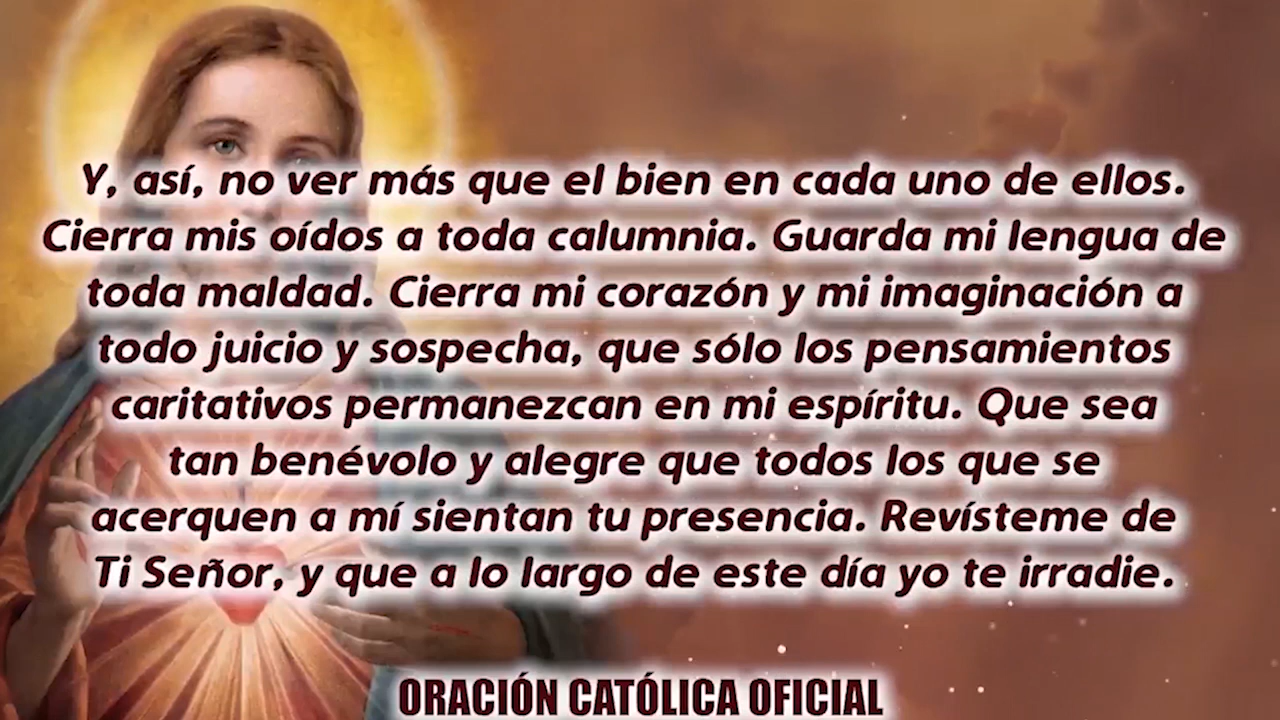 Y, así, no ver más que el bien en cada uno de ellos.
Cierra mis oídos a toda calumnia. Guarda mi lengua de
toda maldad. Cierra mi corazón y mi imaginación a
todo juicio y sospecha, que sólo los pensamientos
caritativos permanezcan en mi espíritu. Que sea
tan benévolo y alegre que todos los que se
acerquen a mí sientan tu presencia. Revísteme de
Ti Señor, y que a lo largo de este día yo te irradie.
ORACIÓN CATÓLICA OFICIAL